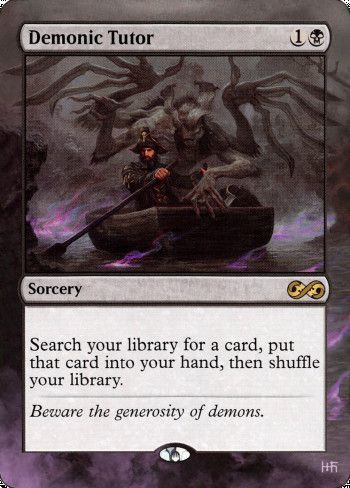 Demonic Tutor 1
Sorcery
Search your library for a card, put
that card into your hand, then shuffle
your library.
Beware the generosity of demons.